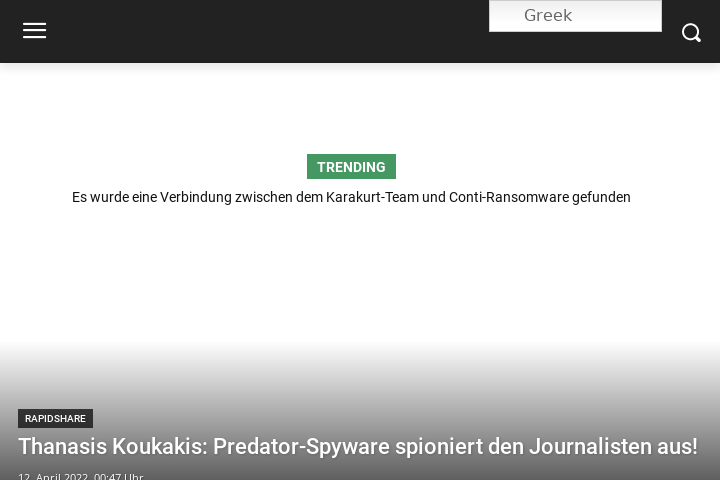 Greek
TRENDING
Es wurde eine Verbindung zwischen dem Karakurt-Team und Conti-Ransomware gefunden
RAPIDSHARE
Thanasis Koukakis: Predator-Spyware spioniert den Journalisten aus!
12. April 2022, 00:47 Uhr